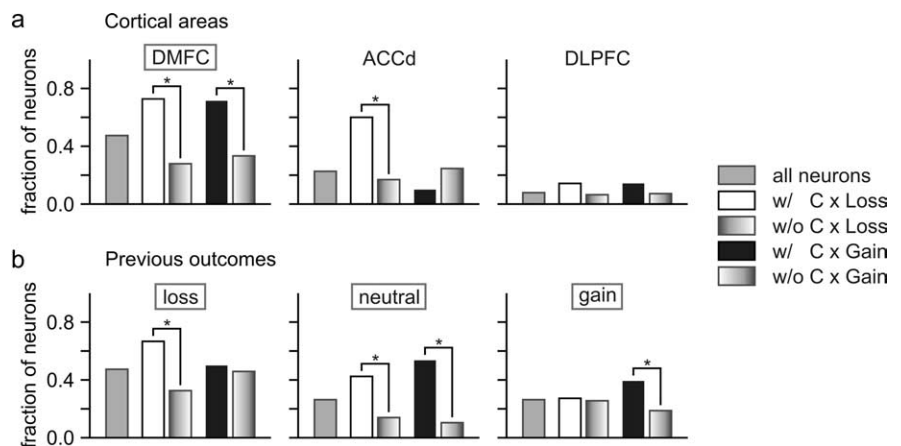 a Cortical areas
DMFC ACCd DLPFC
fraction of neurons
0.8
0.4
0.0
* * *
all neurons
w/ C x Loss
w/o C x Loss
w/ C x Gain
w/o C x Gain
b Previous outcomes
loss neutral gain
fraction of neurons
0.8
0.4
0.0
* * * *